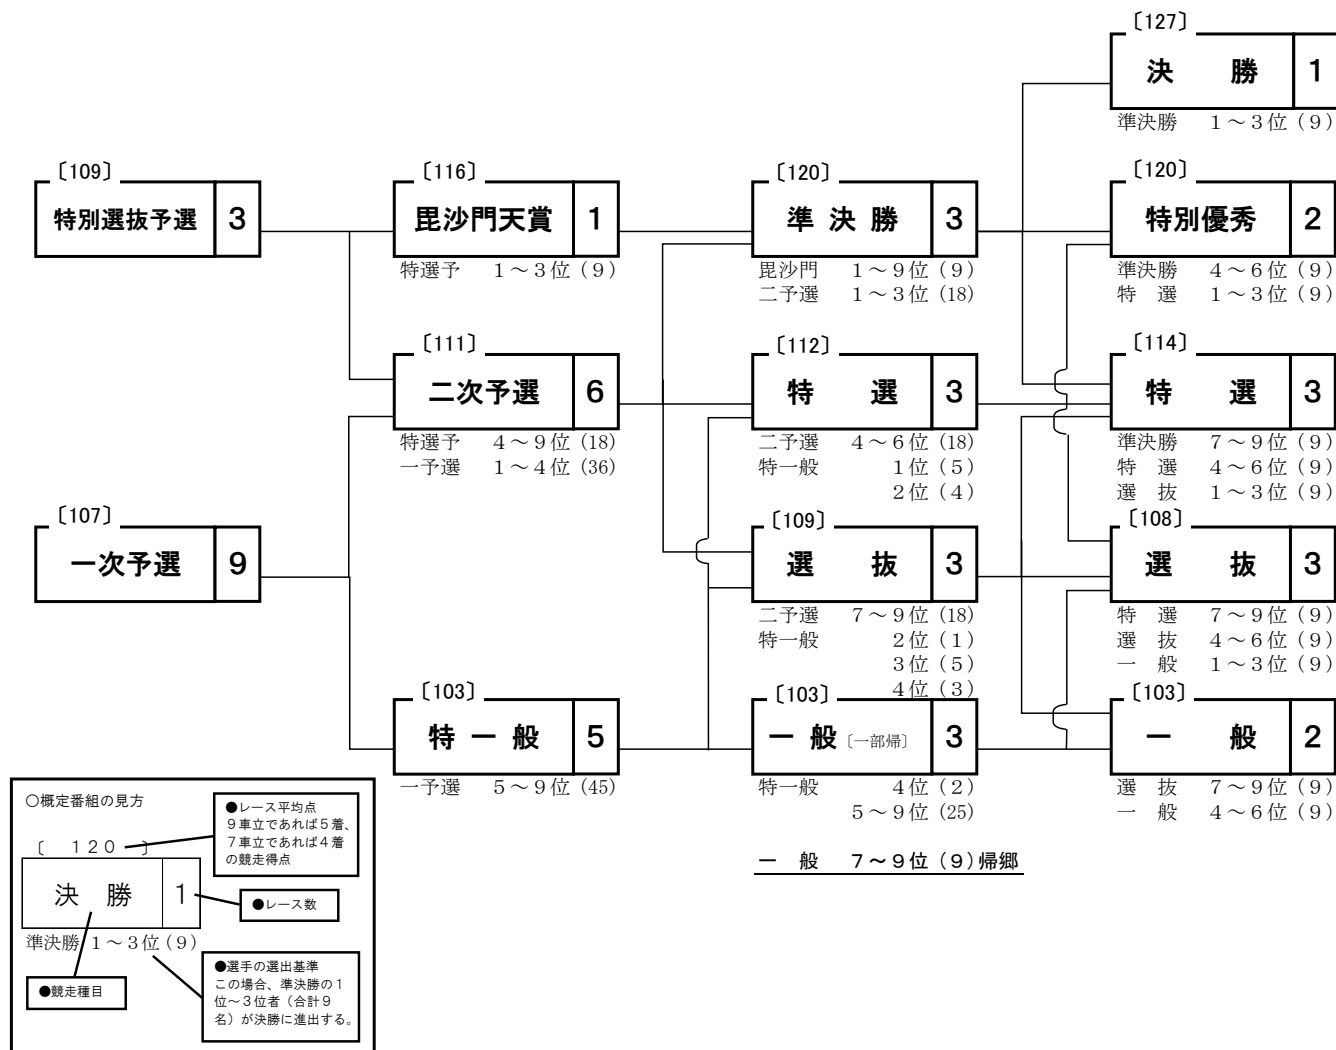 〔127〕
決 勝 1
準決勝 1～3位(9)
〔109〕
特別選抜予選 3
〔116〕
毘沙門天賞 1
特選予 1～3位(9)
〔120〕
準決勝 3
毘沙門 1～9位(9)
二予選 1～3位(18)
〔120〕
特別優秀 2
準決勝 4～6位(9)
特 選 1～3位(9)
〔111〕
二次予選 6
特選予 4～9位(18)
一予選 1～4位(36)
〔112〕
特 選 3
二予選 4～6位(18)
特一般 1位(5)
2位(4)
〔114〕
特 選 3
準決勝 7～9位(9)
特 選 4～6位(9)
選 抜 1～3位(9)
〔107〕
一次予選 9
〔109〕
選 抜 3
二予選 7～9位(18)
特一般 2位(1)
3位(5)
4位(3)
〔108〕
選 抜 3
特 選 7～9位(9)
選 抜 4～6位(9)
一 般 1～3位(9)
〔103〕
特一般 5
一予選 5～9位(45)
〔103〕
一般〔一部帰〕 3
特一般 4位(2)
5～9位(25)
〔103〕
一 般 2
選 抜 7～9位(9)
一 般 4～6位(9)
一 般 7～9位(9)帰郷
○概定番組の見方
●レース平均点
9車立であれば5着、
7車立であれば4着
の競走得点
〔 120 〕
決 勝 1
●レース数
準決勝 1～3位(9)
●競走種目
●選手の選出基準
この場合、準決勝の1
位～3位者(合計9
名)が決勝に進出する。